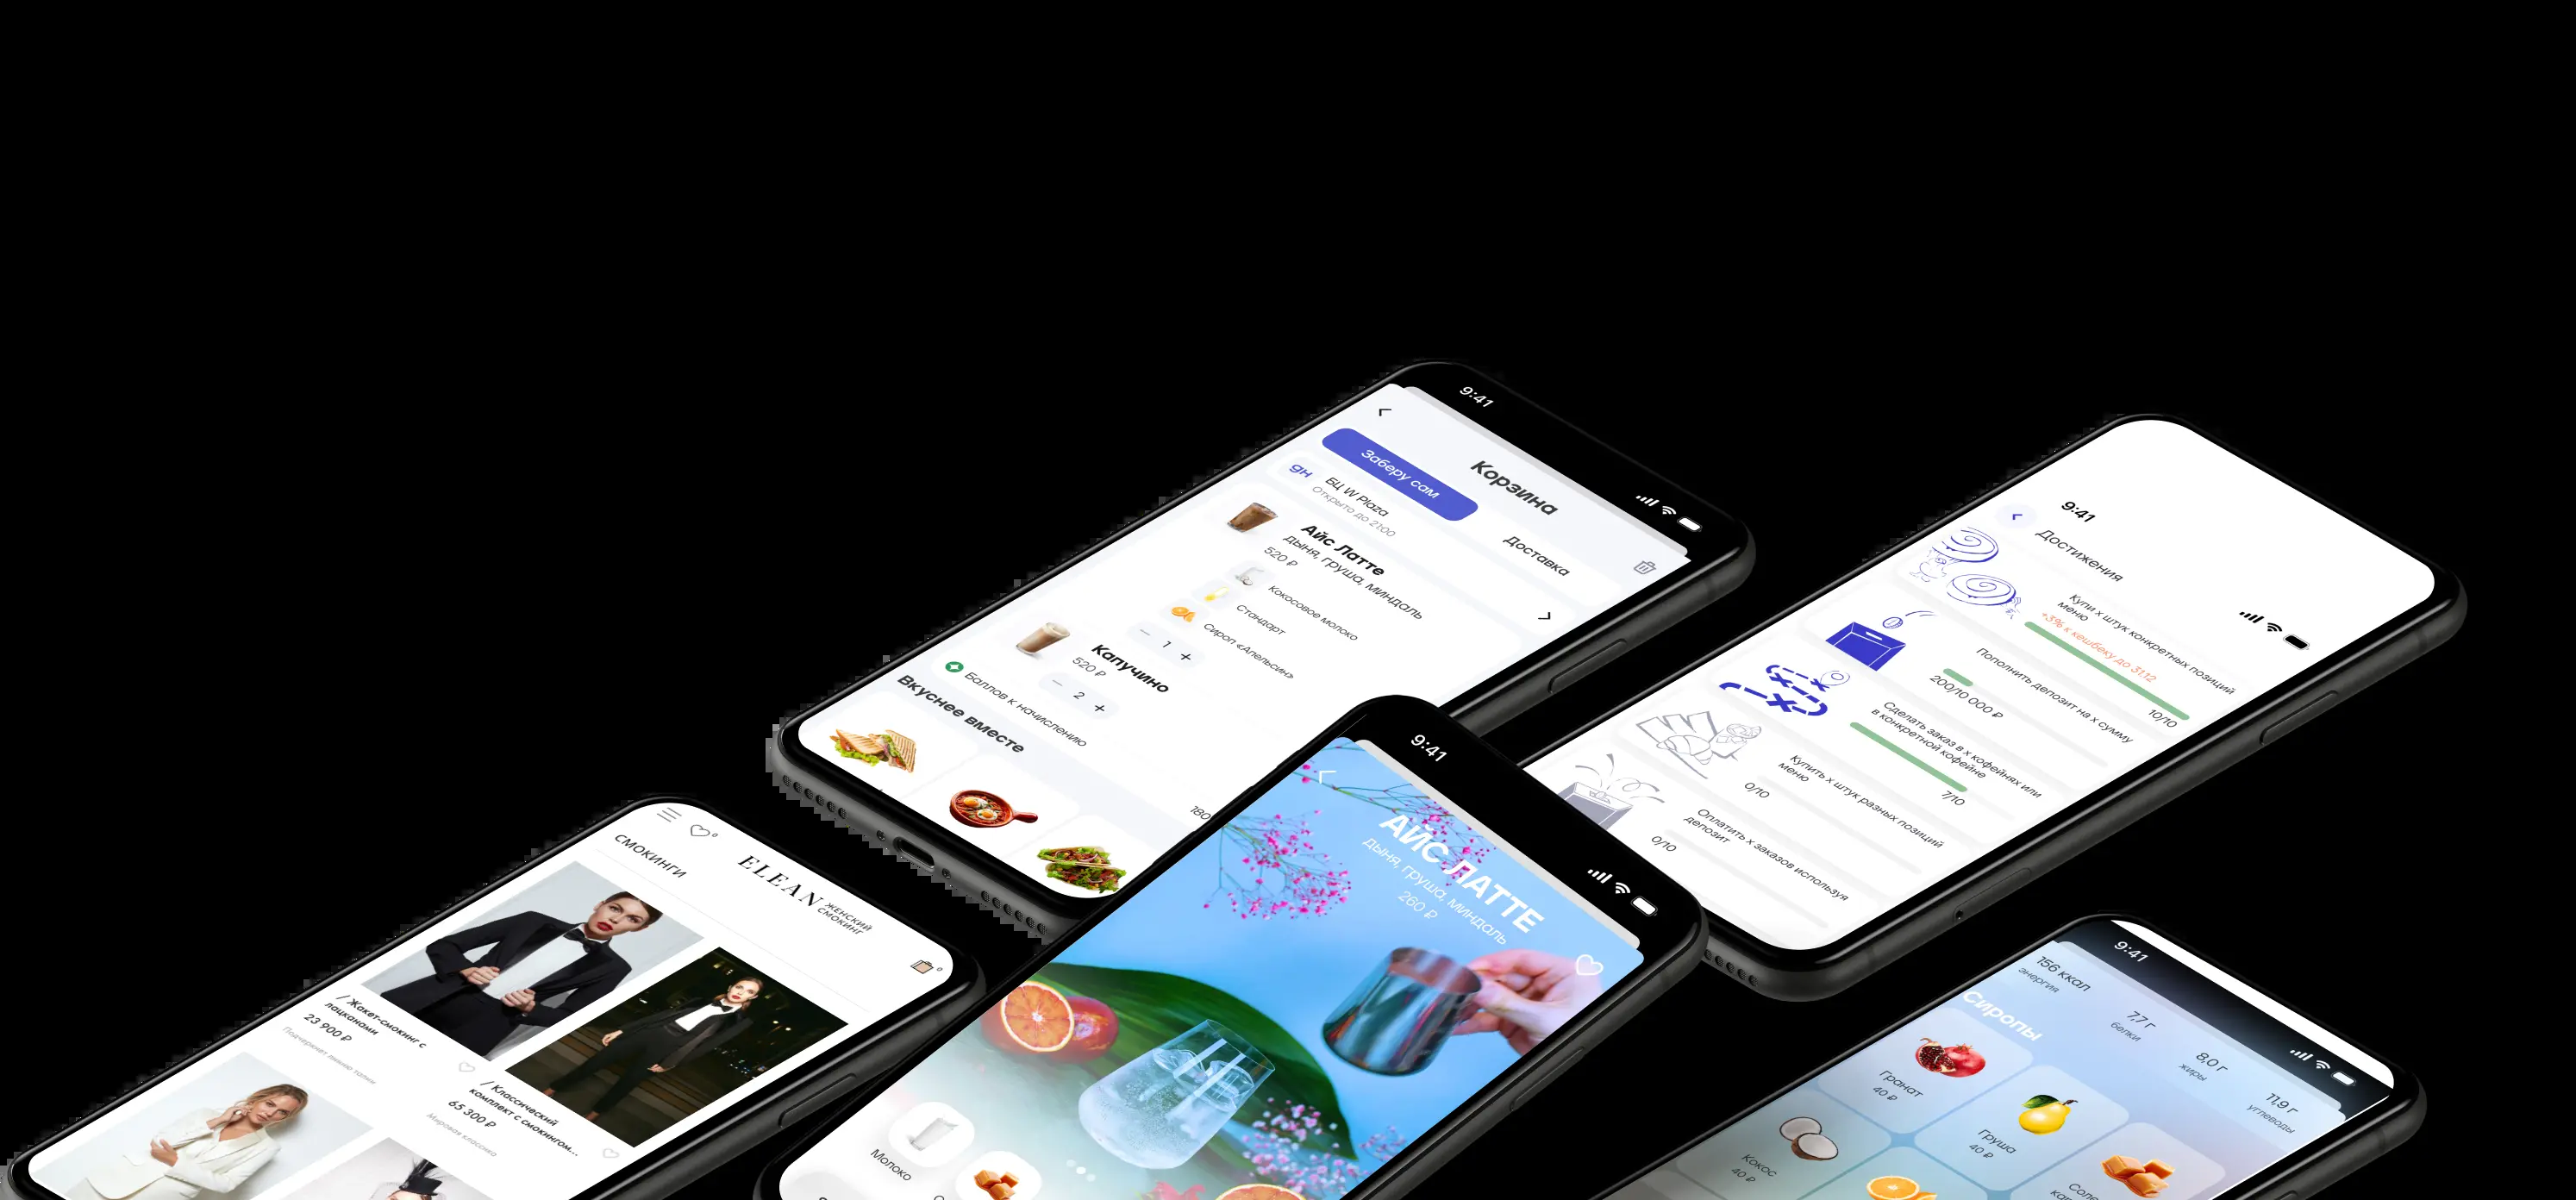 9:41
Корзина
Заберу сам
Доставка
gн
БЦ W Plaza
Открыто до 21:00
Айс Латте
дыня, груша, миндаль
520 ₽
Кокосовое молоко
Стандарт
Сироп «Апельсин»
1
Капучино
520 ₽
2
Баллов к начислению
180
Вкуснее вместе
9:41
Достижения
Купи x штук конкретных позиций
меню
+3% к кешбеку до 31.12
10/10
Пополнить депозит на x сумму
200/10 000 ₽
Сделать заказ в x кофейнях или
в конкретной кофейне
7/10
Купить x штук разных позиций
меню
0/10
Оплатить x заказов используя
депозит
0/10
0
ELEAN
ЖЕНСКИЙ
СМОКИНГ
0
СМОКИНГИ
/ Жакет-смокинг с
лацканами
23 900 ₽
Подчеркнет линию талии
/ Классический
комплект с смокингом...
65 300 ₽
Мировая классика
9:41
АЙС ЛАТТЕ
дыня, груша, миндаль
260 ₽
Молоко
9:41
156 ккал
энергия
7,7 г
белки
8,0 г
жиры
11,9 г
углеводы
Сиропы
Гранат
40 ₽
Груша
40 ₽
Кокос
40 ₽